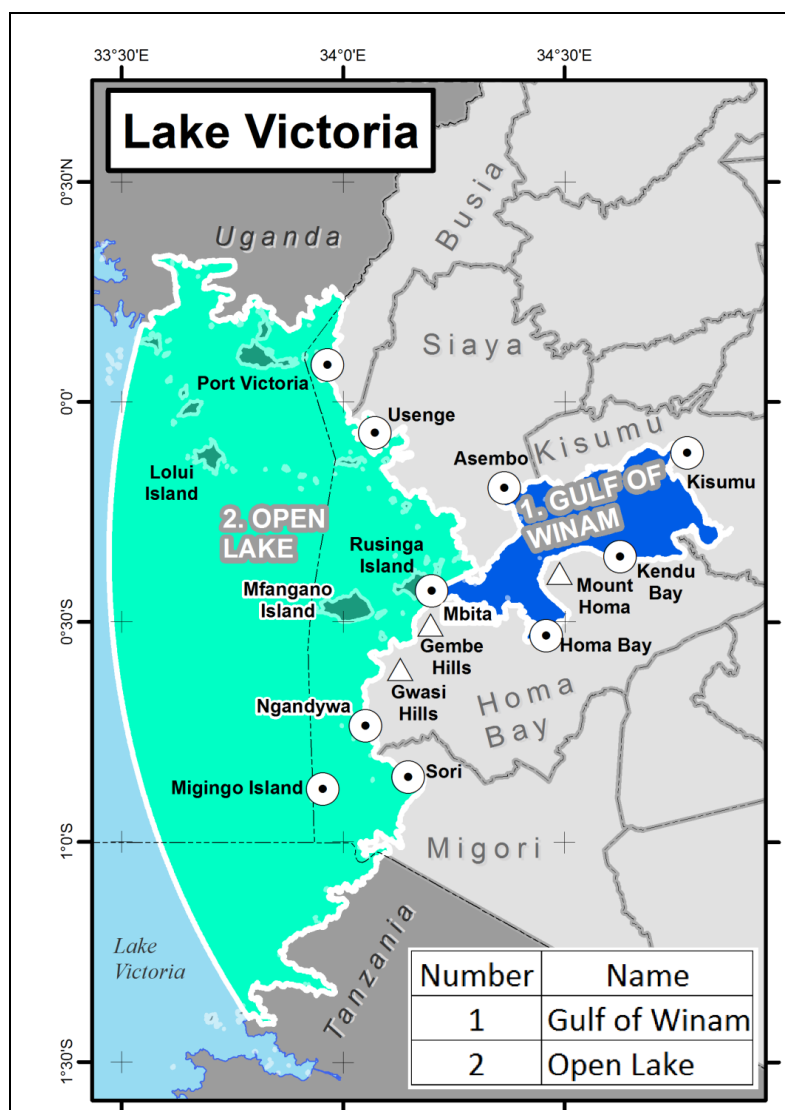 33°30'E
34°0'E
34°30'E
Lake Victoria
0°30'N
Uganda
Busia
Siaya
Port Victoria
0°0'
Usenge
Kisumu
Asembo
Kisumu
Lolui
Island
1. GULF OF
WINAM
2. OPEN
LAKE
Rusinga
Island
Kendu
Bay
Mount
Homa
Mfangano
Island
Mbita
0°30'S
Gembe
Hills
Homa Bay
Gwasi
Hills
Homa
Bay
Ngandywa
Sori
Migingo Island
1°0'S
Migori
Lake
Victoria
Tanzania
Number Name
1 Gulf of Winam
2 Open Lake
1°30'S